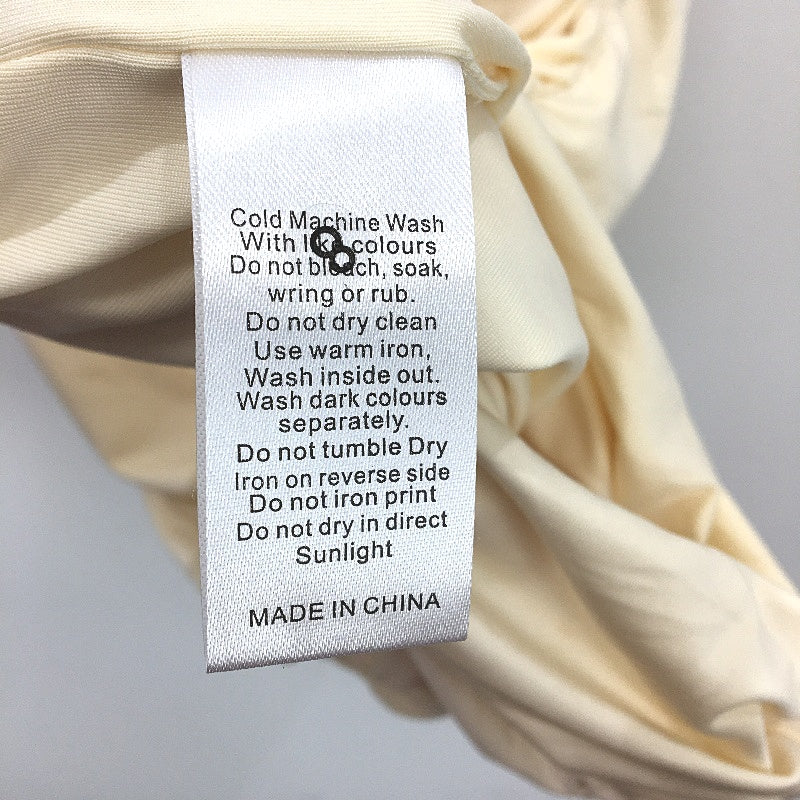 Cold Machine Wash
With like colours
Do not bleach, soak,
wring or rub.
Do not dry clean
Use warm iron,
Wash inside out.
Wash dark colours
separately.
Do not tumble Dry
Iron on reverse side
Do not iron print
Do not dry in direct
Sunlight
MADE IN CHINA